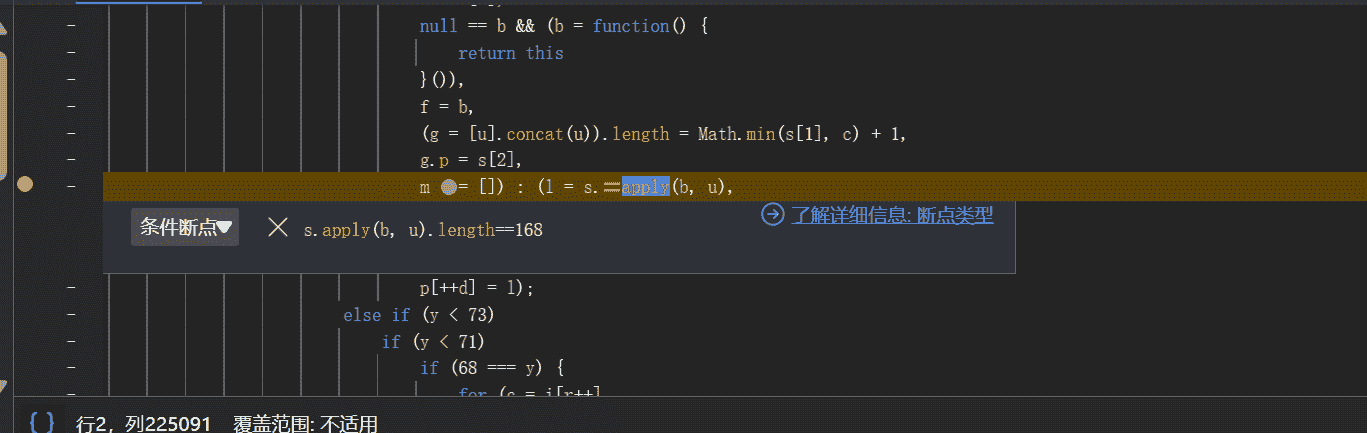 null == b && (b = function() {
return this
}()),
f = b,
(g = [u].concat(u)).length = Math.min(s[1], c) + 1,
g.p = s[2],
m = []) : (l = s.apply(b, u),
条件断点 s.apply(b, u).length==168 了解详细信息: 断点类型
p[++d] = l);
else if (y < 73)
if (y < 71)
if (68 === y) {
for (c = i[r++]
{ } 行2，列225091 覆盖范围: 不适用